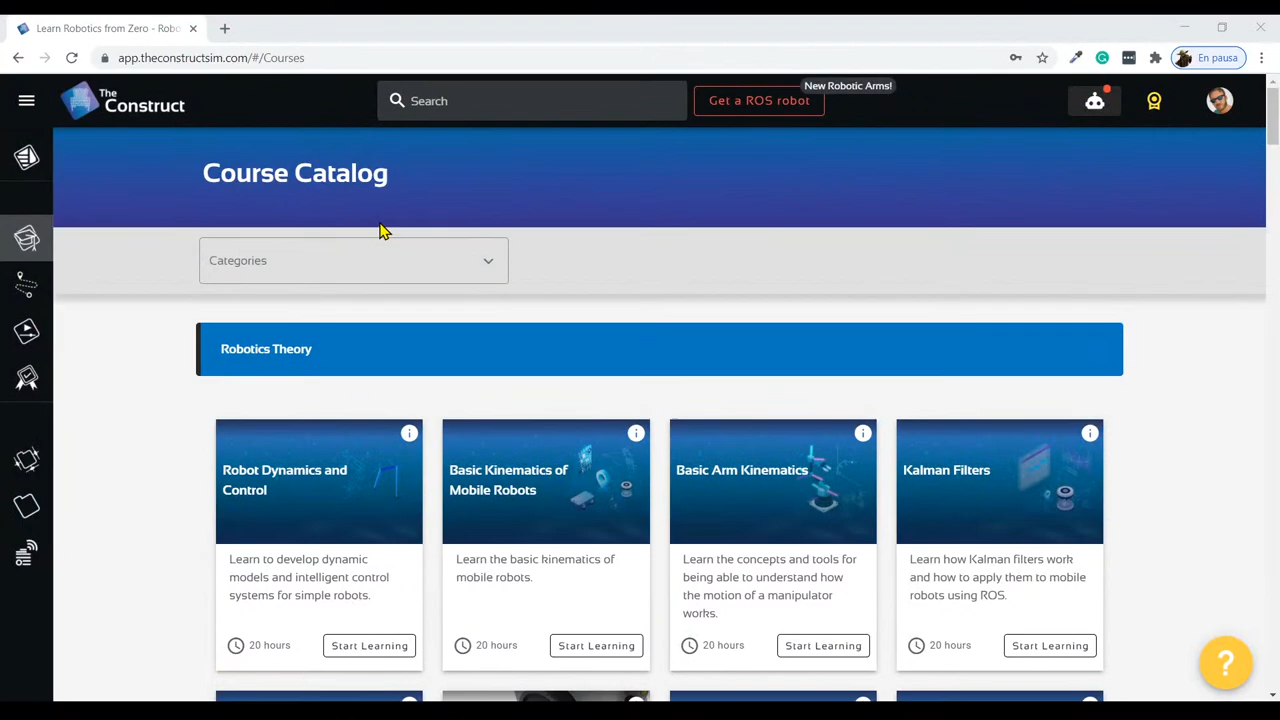 Learn Robotics from Zero - Robo
app.theconstructsim.com/#/Courses
En pausa
The
Construct
Search
Get a ROS robot
New Robotic Arms!
Course Catalog
Categories
Robotics Theory
Robot Dynamics and
Control
Learn to develop dynamic
models and intelligent control
systems for simple robots.
20 hours
Start Learning
Basic Kinematics of
Mobile Robots
Learn the basic kinematics of
mobile robots.
20 hours
Start Learning
Basic Arm Kinematics
Learn the concepts and tools for
being able to understand how
the motion of a manipulator
works.
20 hours
Start Learning
Kalman Filters
Learn how Kalman filters work
and how to apply them to mobile
robots using ROS.
20 hours
Start Learning
?